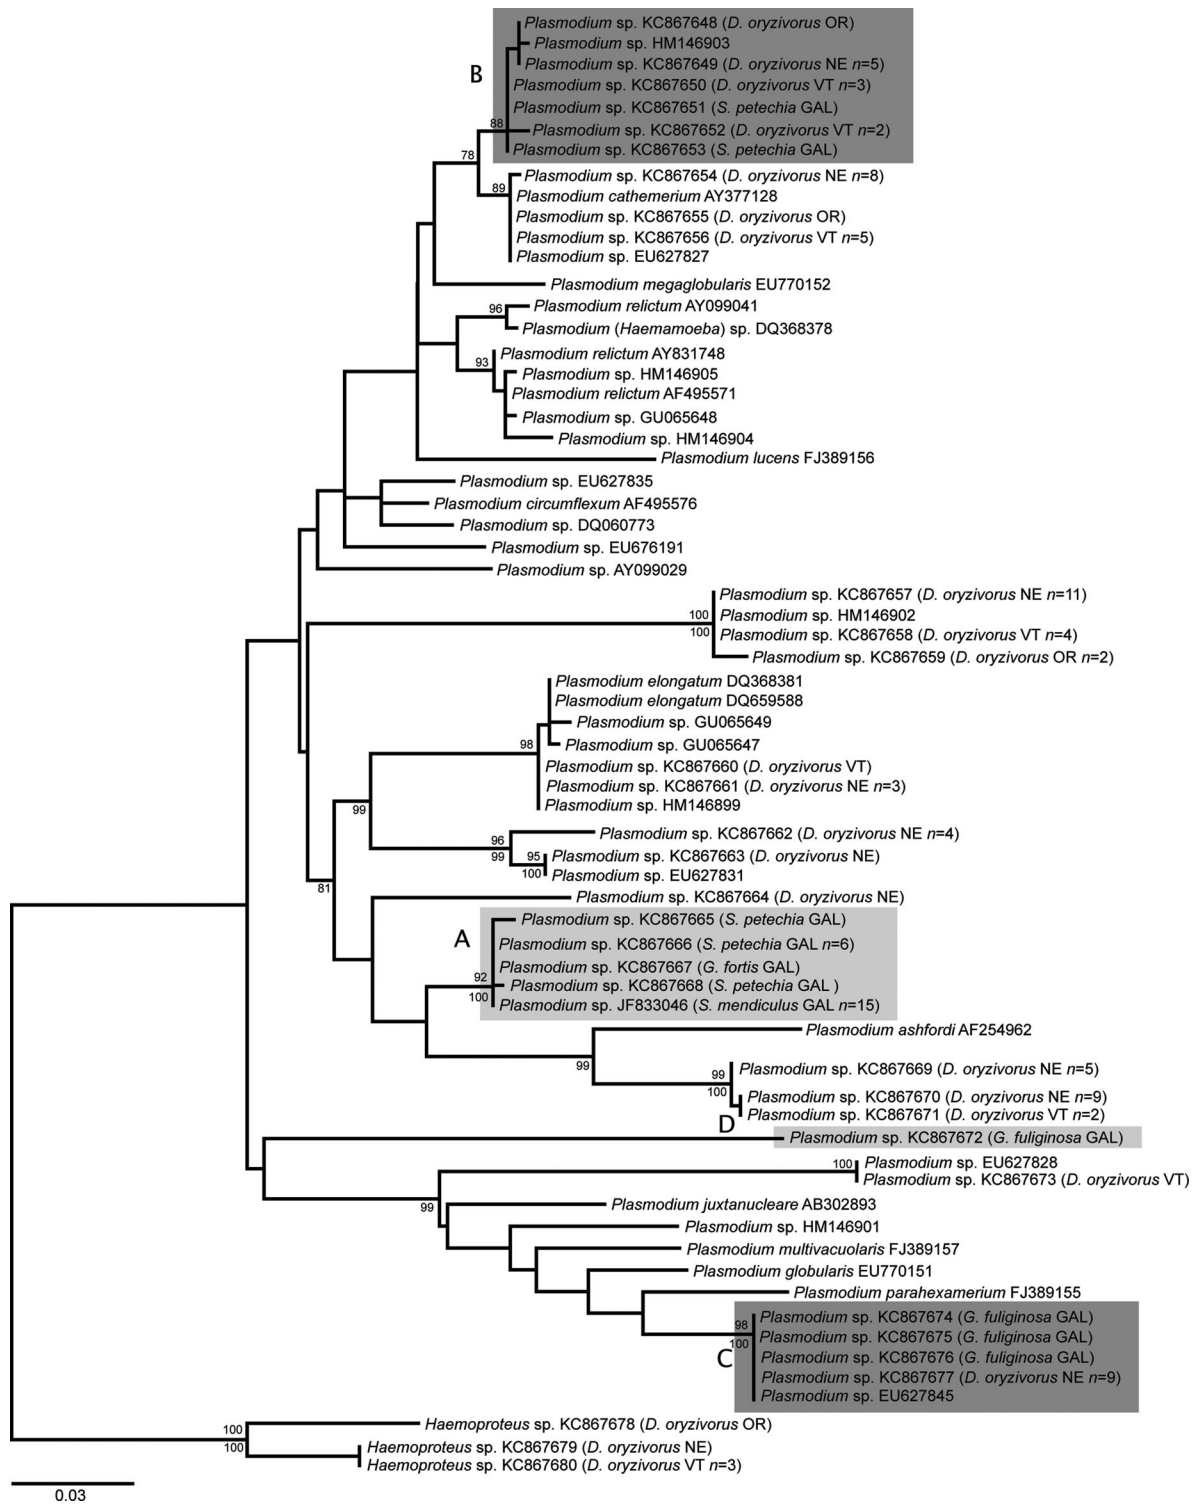 Plasmodium sp. KC867648 (D. oryzivorus OR)
Plasmodium sp. HM146903
Plasmodium sp. KC867649 (D. oryzivorus NE n=5)
B
Plasmodium sp. KC867650 (D. oryzivorus VT n=3)
Plasmodium sp. KC867651 (S. petechia GAL)
88
Plasmodium sp. KC867652 (D. oryzivorus VT n=2)
Plasmodium sp. KC867653 (S. petechia GAL)
78
Plasmodium sp. KC867654 (D. oryzivorus NE n=8)
89
Plasmodium cathemerium AY377128
Plasmodium sp. KC867655 (D. oryzivorus OR)
Plasmodium sp. KC867656 (D. oryzivorus VT n=5)
Plasmodium sp. EU627827
Plasmodium megaglobularis EU770152
96
Plasmodium relictum AY099041
Plasmodium (Haemamoeba) sp. DQ368378
Plasmodium relictum AY831748
93
Plasmodium sp. HM146905
Plasmodium relictum AF495571
Plasmodium sp. GU065648
Plasmodium sp. HM146904
Plasmodium lucens FJ389156
Plasmodium sp. EU627835
Plasmodium circumflexum AF495576
Plasmodium sp. DQ060773
Plasmodium sp. EU676191
Plasmodium sp. AY099029
Plasmodium sp. KC867657 (D. oryzivorus NE n=11)
100
Plasmodium sp. HM146902
100
Plasmodium sp. KC867658 (D. oryzivorus VT n=4)
Plasmodium sp. KC867659 (D. oryzivorus OR n=2)
Plasmodium elongatum DQ368381
Plasmodium elongatum DQ659588
Plasmodium sp. GU065649
98
Plasmodium sp. GU065647
Plasmodium sp. KC867660 (D. oryzivorus VT)
Plasmodium sp. KC867661 (D. oryzivorus NE n=3)
99
Plasmodium sp. HM146899
96
Plasmodium sp. KC867662 (D. oryzivorus NE n=4)
99
95
Plasmodium sp. KC867663 (D. oryzivorus NE)
100
Plasmodium sp. EU627831
81
Plasmodium sp. KC867664 (D. oryzivorus NE)
Plasmodium sp. KC867665 (S. petechia GAL)
A
Plasmodium sp. KC867666 (S. petechia GAL n=6)
Plasmodium sp. KC867667 (G. fortis GAL)
92
Plasmodium sp. KC867668 (S. petechia GAL )
100
Plasmodium sp. JF833046 (S. mendiculus GAL n=15)
Plasmodium ashfordi AF254962
99
99
Plasmodium sp. KC867669 (D. oryzivorus NE n=5)
100
Plasmodium sp. KC867670 (D. oryzivorus NE n=9)
Plasmodium sp. KC867671 (D. oryzivorus VT n=2)
D
Plasmodium sp. KC867672 (G. fuliginosa GAL)
100
Plasmodium sp. EU627828
Plasmodium sp. KC867673 (D. oryzivorus VT)
99
Plasmodium juxtanucleare AB302893
Plasmodium sp. HM146901
Plasmodium multivacuolaris FJ389157
Plasmodium globularis EU770151
Plasmodium parahexamerium FJ389155
Plasmodium sp. KC867674 (G. fuliginosa GAL)
98
Plasmodium sp. KC867675 (G. fuliginosa GAL)
100
C
Plasmodium sp. KC867676 (G. fuliginosa GAL)
Plasmodium sp. KC867677 (D. oryzivorus NE n=9)
Plasmodium sp. EU627845
100
Haemoproteus sp. KC867678 (D. oryzivorus OR)
100
Haemoproteus sp. KC867679 (D. oryzivorus NE)
Haemoproteus sp. KC867680 (D. oryzivorus VT n=3)
0.03